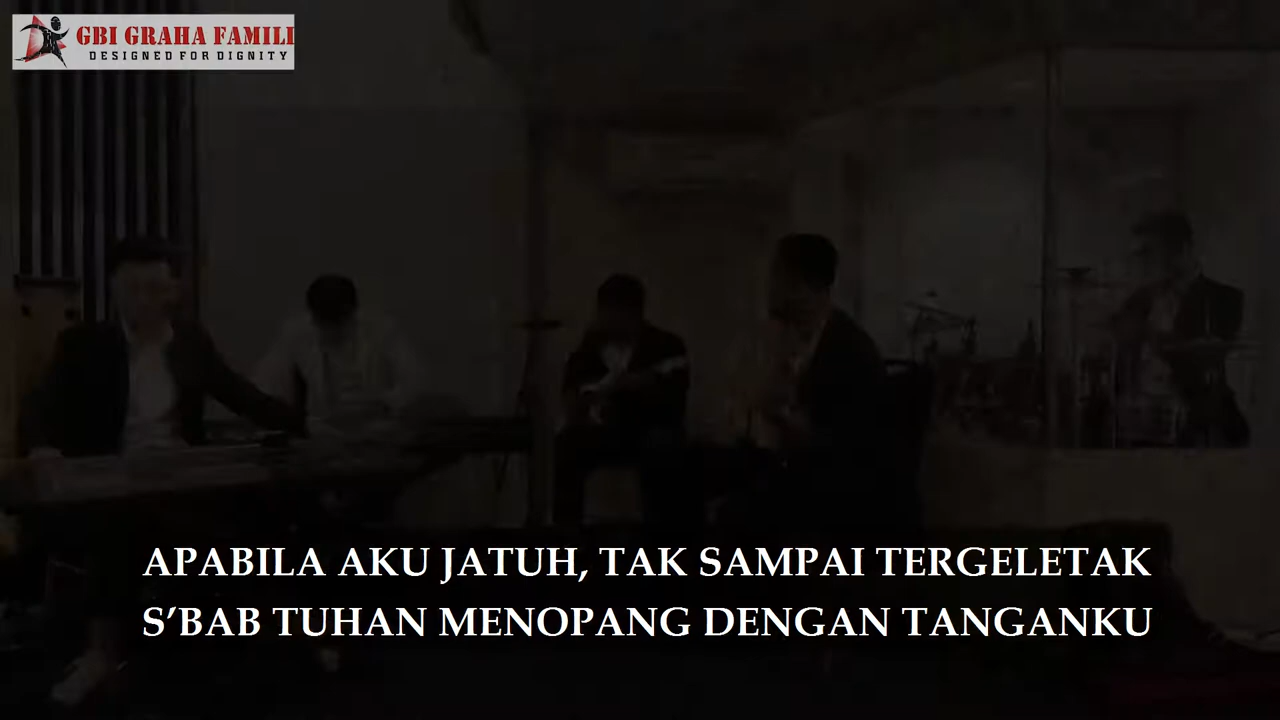 GBI GRAHA FAMILI
DESIGNED FOR DIGNITY
APABILA AKU JATUH, TAK SAMPAI TERGELETAK
S’BAB TUHAN MENOPANG DENGAN TANGANKU